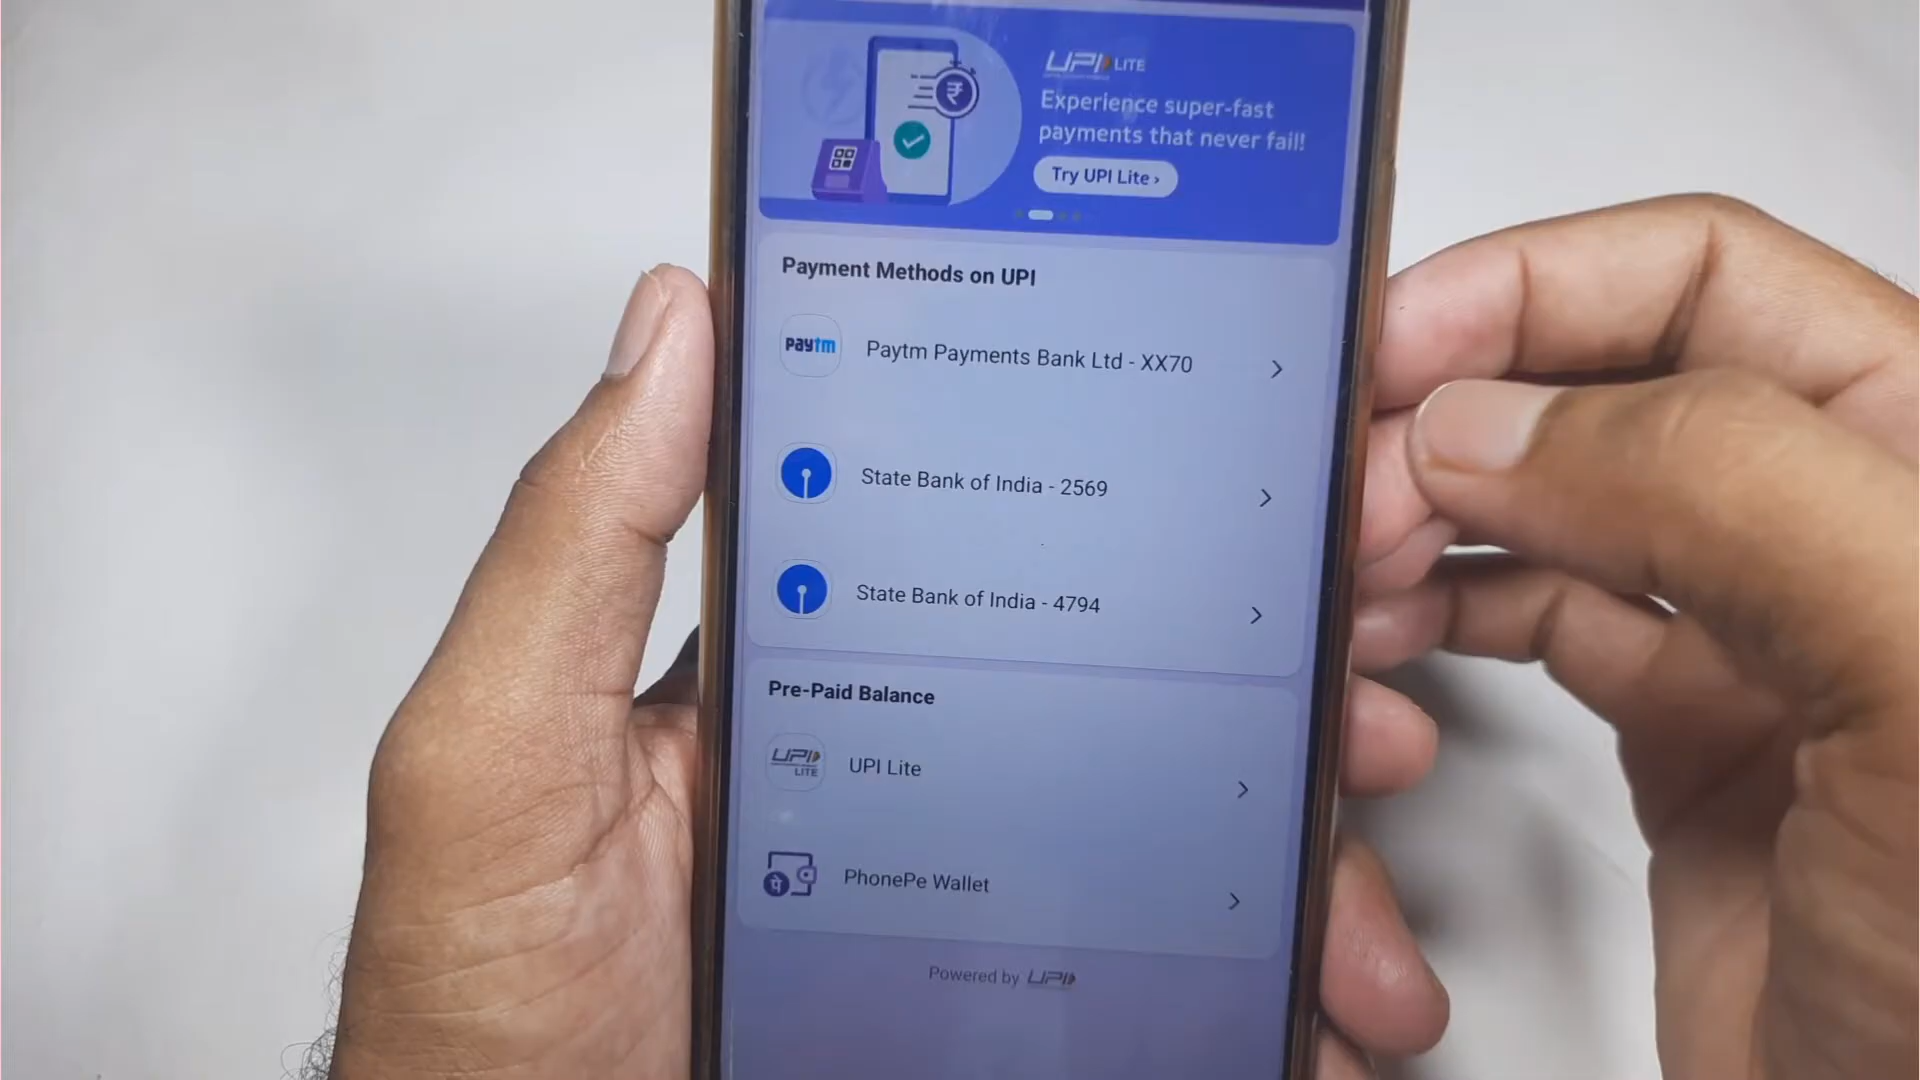 UPI LITE
Experience super-fast
payments that never fail!
Try UPI Lite ›
Payment Methods on UPI
paytm
Paytm Payments Bank Ltd - XX70
State Bank of India - 2569
State Bank of India - 4794
Pre-Paid Balance
UPI
LITE
UPI Lite
पे
PhonePe Wallet
Powered by UPI